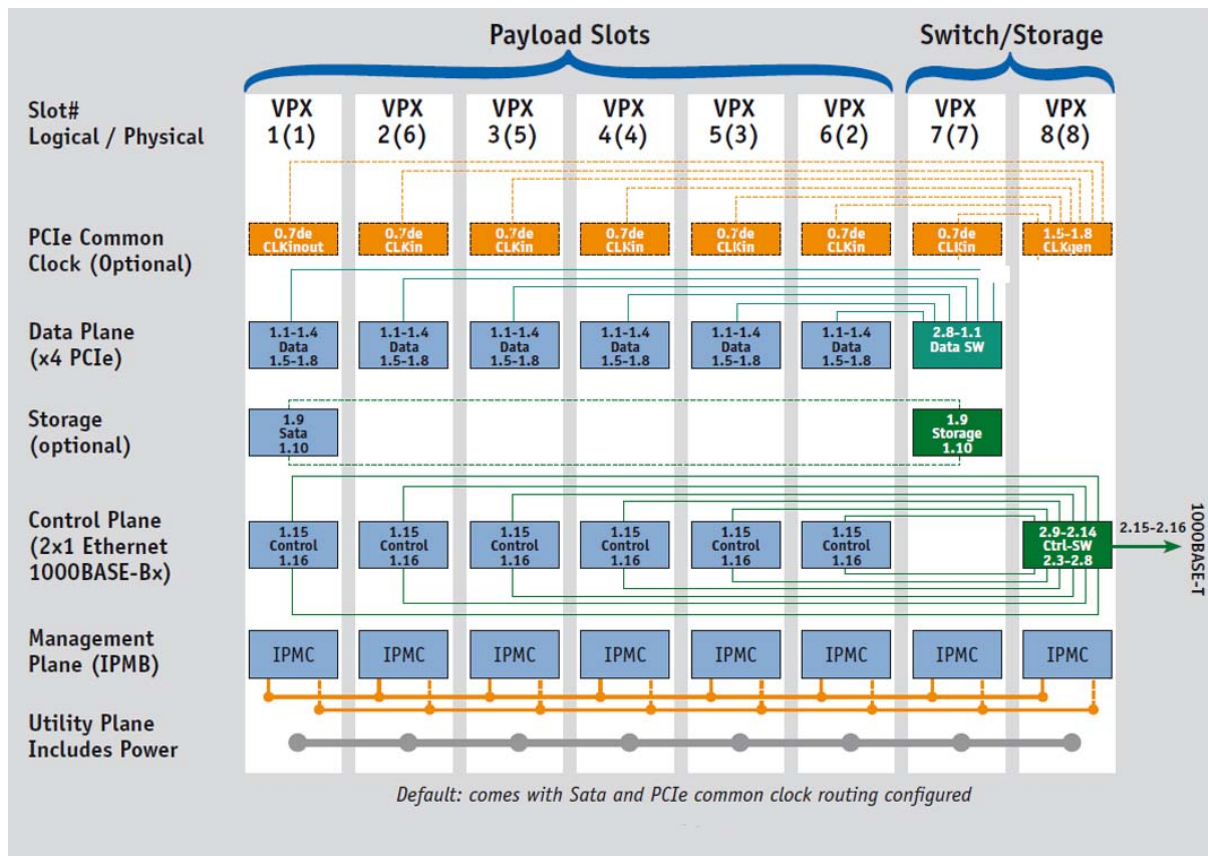 Payload Slots
Switch/Storage
Slot#
Logical / Physical
VPX
1(1)
VPX
2(6)
VPX
3(5)
VPX
4(4)
VPX
5(3)
VPX
6(2)
VPX
7(7)
VPX
8(8)
PCIe Common
Clock (Optional)
0.7de
CLKinout
0.7de
CLKin
0.7de
CLKin
0.7de
CLKin
0.7de
CLKin
0.7de
CLKin
0.7de
CLKin
1.5-1.8
CLKgen
Data Plane
(x4 PCIe)
1.1-1.4
Data
1.5-1.8
1.1-1.4
Data
1.5-1.8
1.1-1.4
Data
1.5-1.8
1.1-1.4
Data
1.5-1.8
1.1-1.4
Data
1.5-1.8
1.1-1.4
Data
1.5-1.8
2.8-1.1
Data SW
Storage
(optional)
1.9
Sata
1.10
1.9
Storage
1.10
Control Plane
(2x1 Ethernet
1000BASE-Bx)
1.15
Control
1.16
1.15
Control
1.16
1.15
Control
1.16
1.15
Control
1.16
1.15
Control
1.16
1.15
Control
1.16
2.9-2.14
Ctrl-SW
2.3-2.8
2.15-2.16
1000BASE-T
Management
Plane (IPMB)
IPMC
IPMC
IPMC
IPMC
IPMC
IPMC
IPMC
IPMC
Utility Plane
Includes Power
Default: comes with Sata and PCIe common clock routing configured